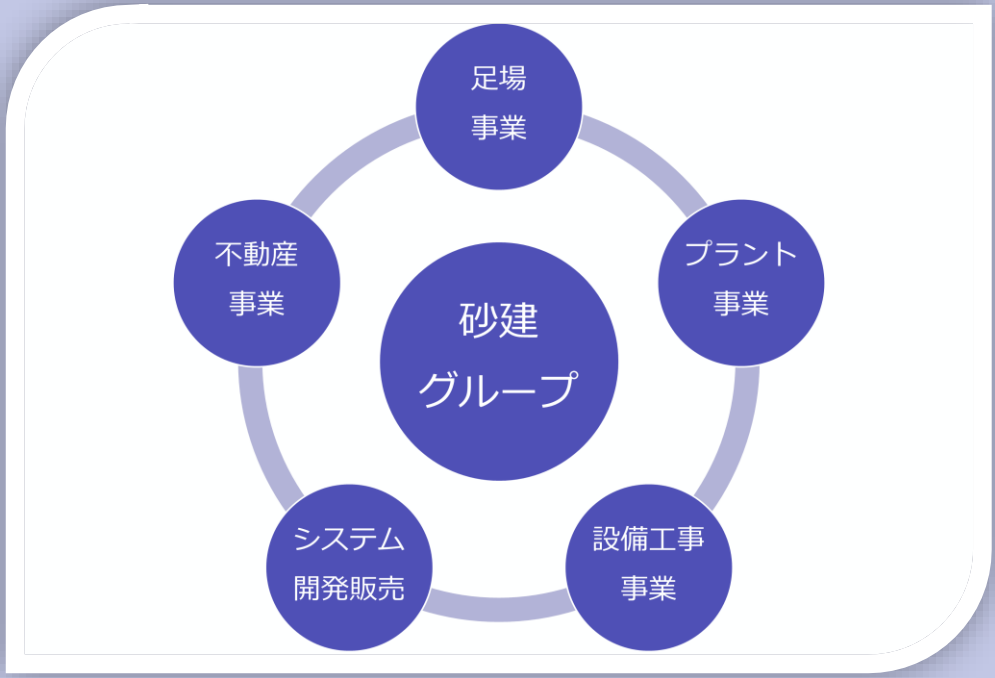 足場
事業
不動産
事業
プラント
事業
砂建
グループ
システム
開発販売
設備工事
事業